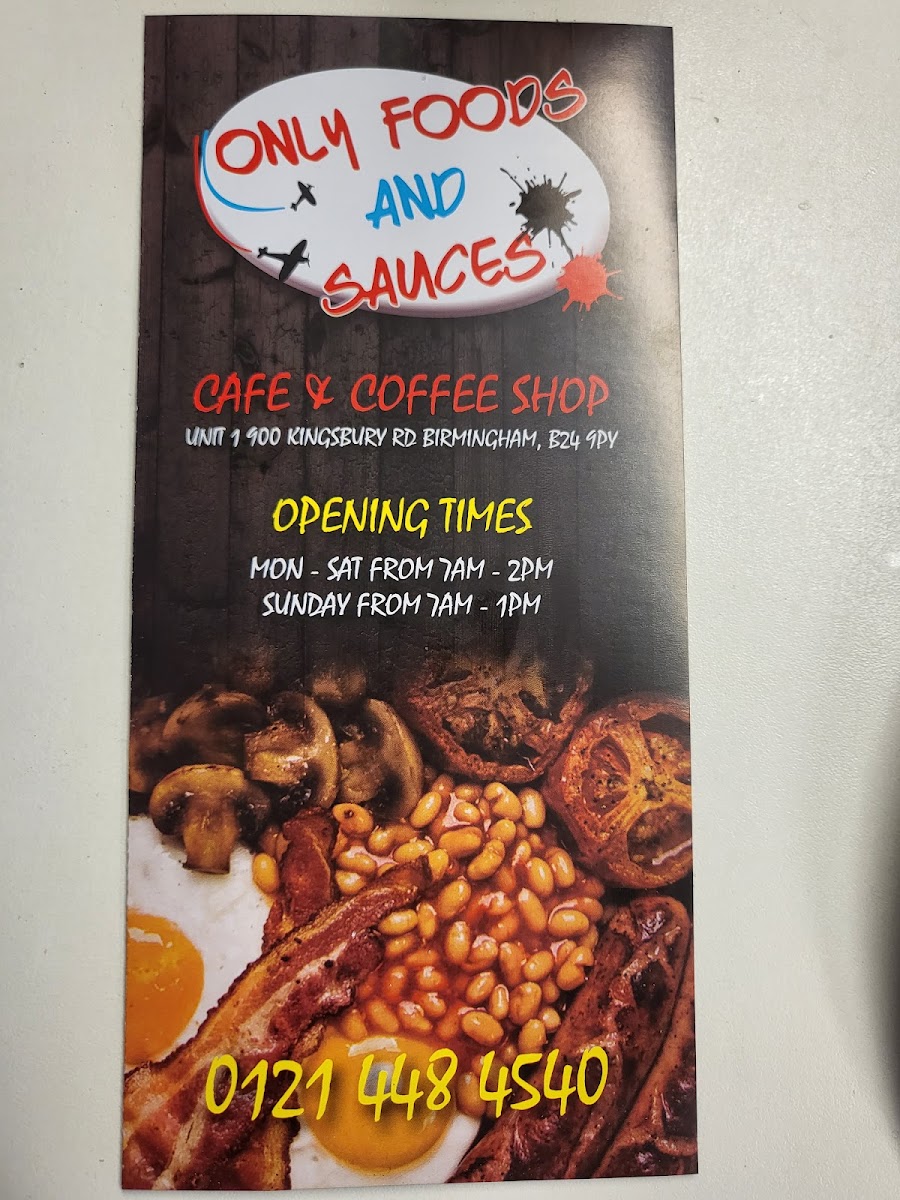 ONLY FOODS
AND
SAUCES
CAFE & COFFEE SHOP
UNIT 1 900 KINGSBURY RD BIRMINGHAM, B24 9PY
OPENING TIMES
MON - SAT FROM 7AM - 2PM
SUNDAY FROM 7AM - 1PM
0121 448 4540